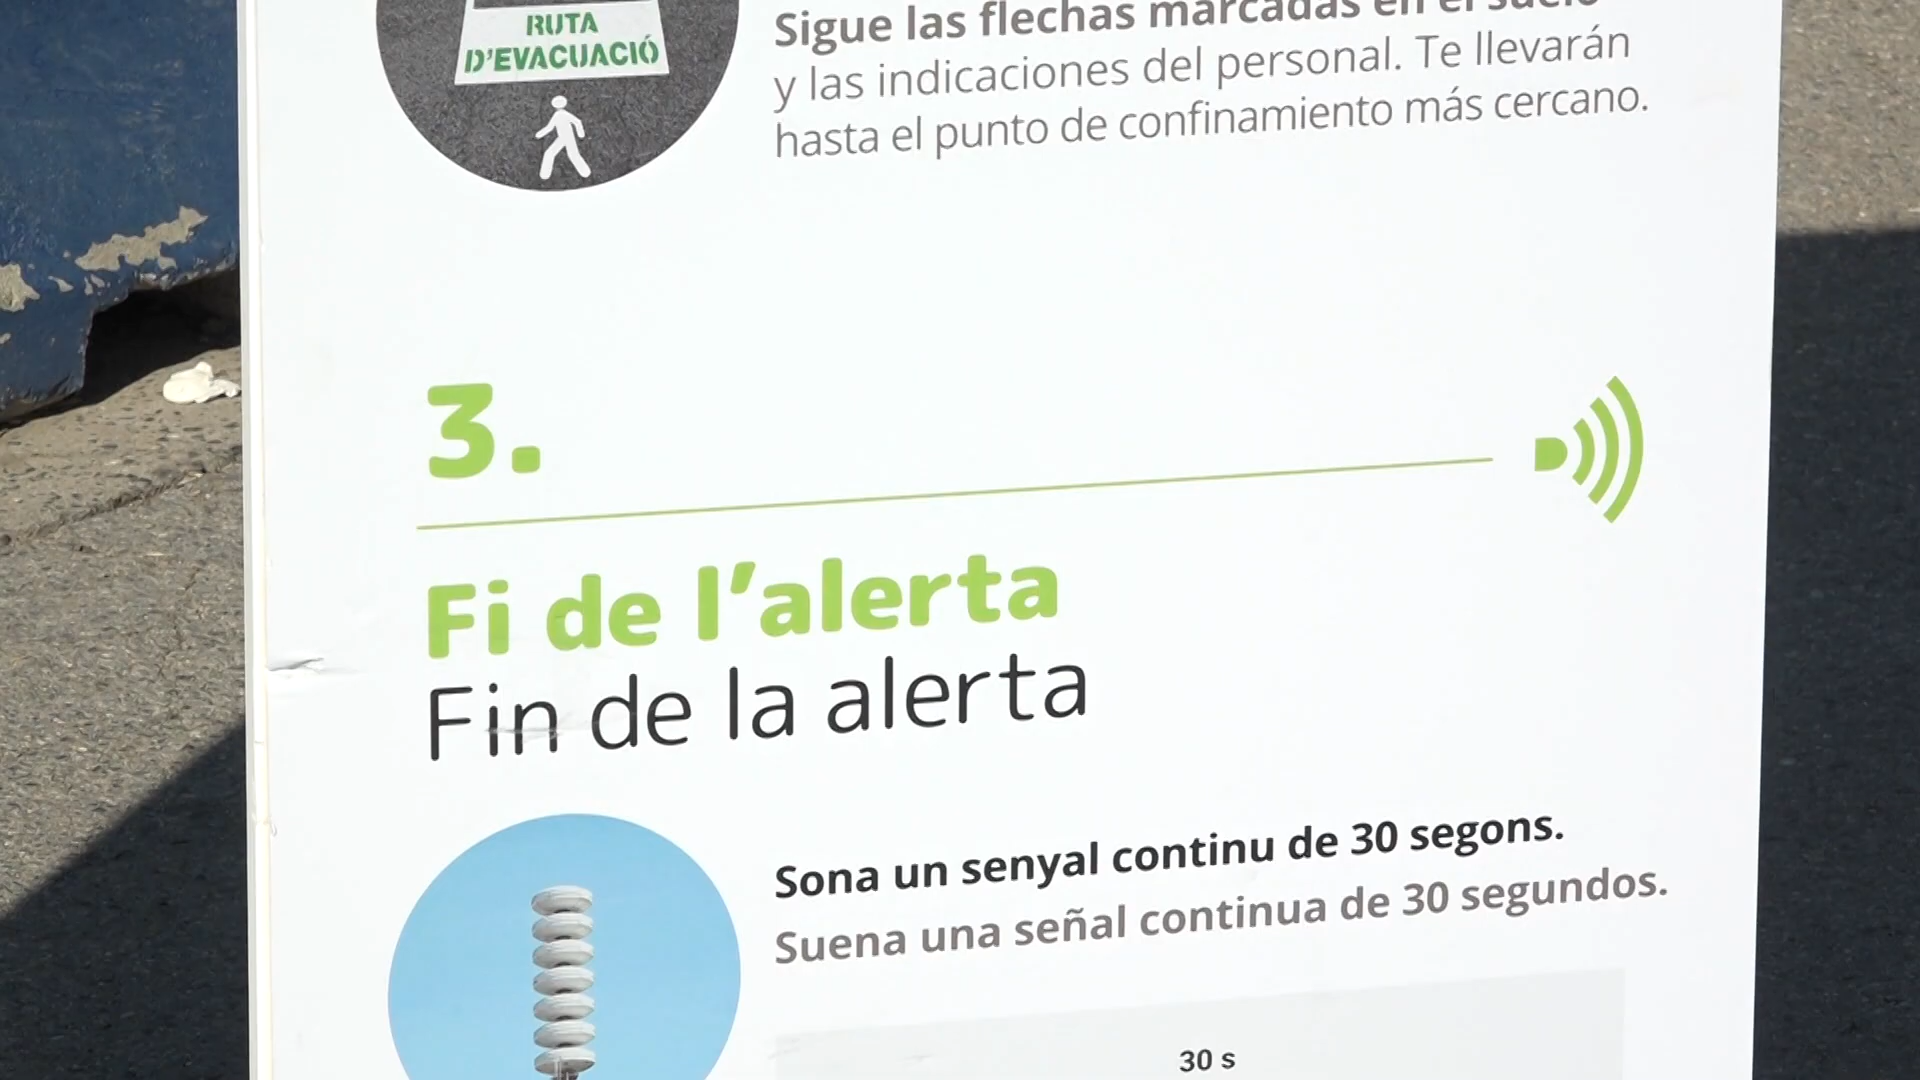 RUTA
D'EVACUACIÓ
Sigue las flechas marcadas en el suelo
y las indicaciones del personal. Te llevarán
hasta el punto de confinamiento más cercano.
3.
Fi de l'alerta
Fin de la alerta
Sona un senyal continu de 30 segons.
Suena una señal continua de 30 segundos.
30 s